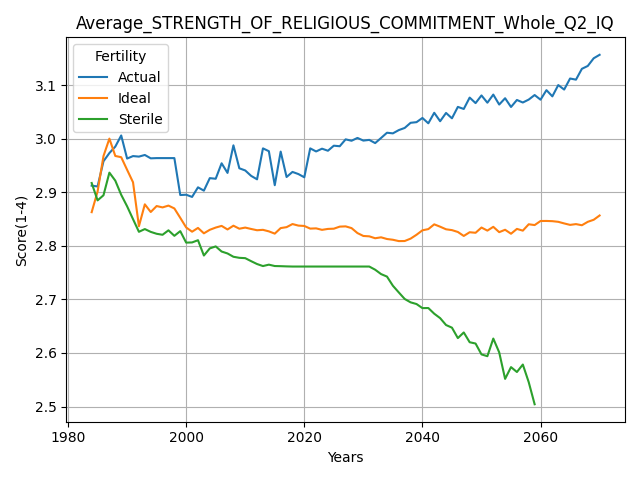 Average_STRENGTH_OF_RELIGIOUS_COMMITMENT_Whole_Q2_IQ
Fertility
Actual
Ideal
Sterile
Score(1-4)
3.1
3.0
2.9
2.8
2.7
2.6
2.5
1980
2000
2020
2040
2060
Years